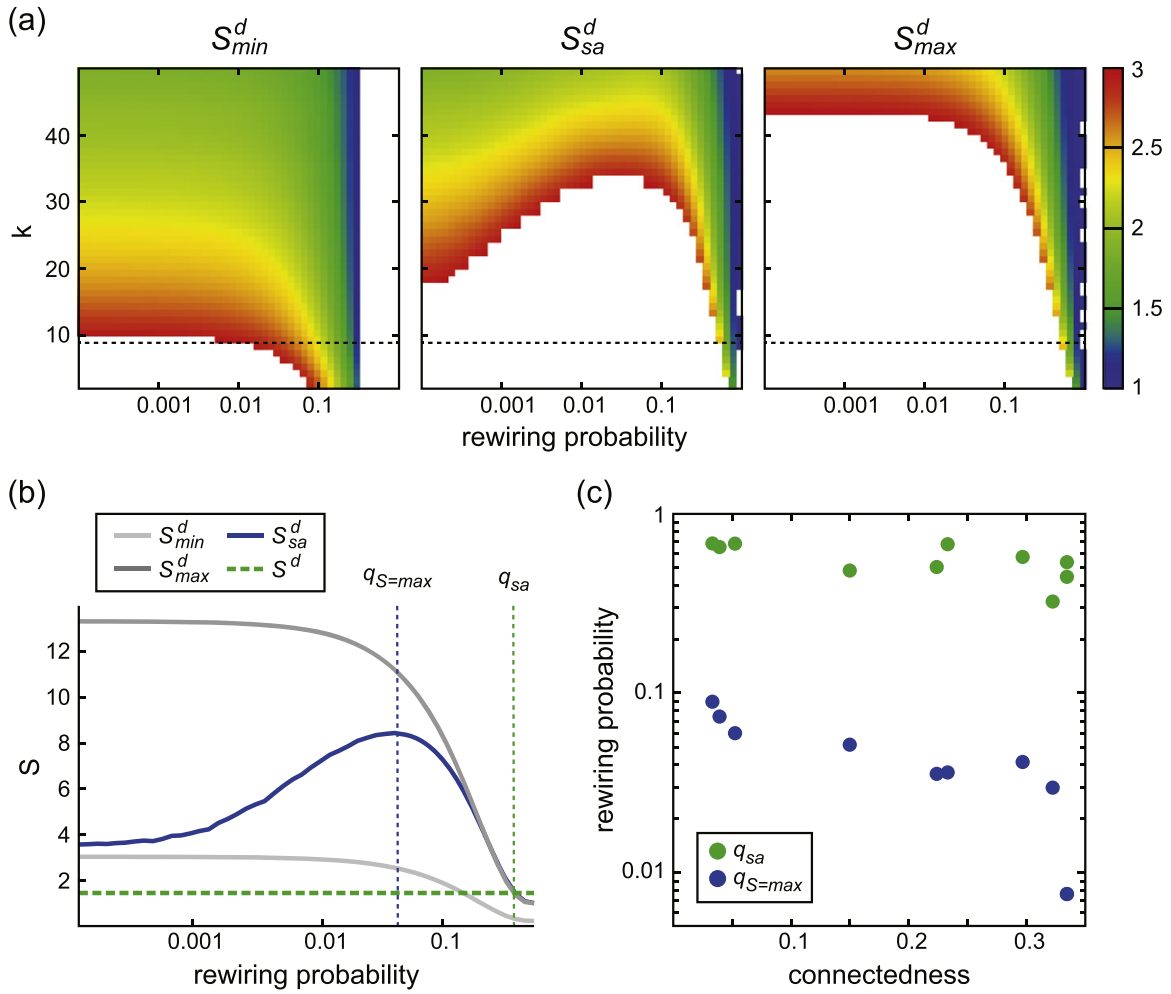 (a)
S^d_min S^d_sa S^d_max
k
40
30
20
10
0.001 0.01 0.1 0.001 0.01 0.1 0.001 0.01 0.1
rewiring probability
3
2.5
2
1.5
1
(b)
S^d_min S^d_sa
S^d_max S^d
q_S=max q_sa
S
12
10
8
6
4
2
0.001 0.01 0.1
rewiring probability
(c)
rewiring probability
1
0.1
0.01
q_sa
q_S=max
0.1 0.2 0.3
connectedness